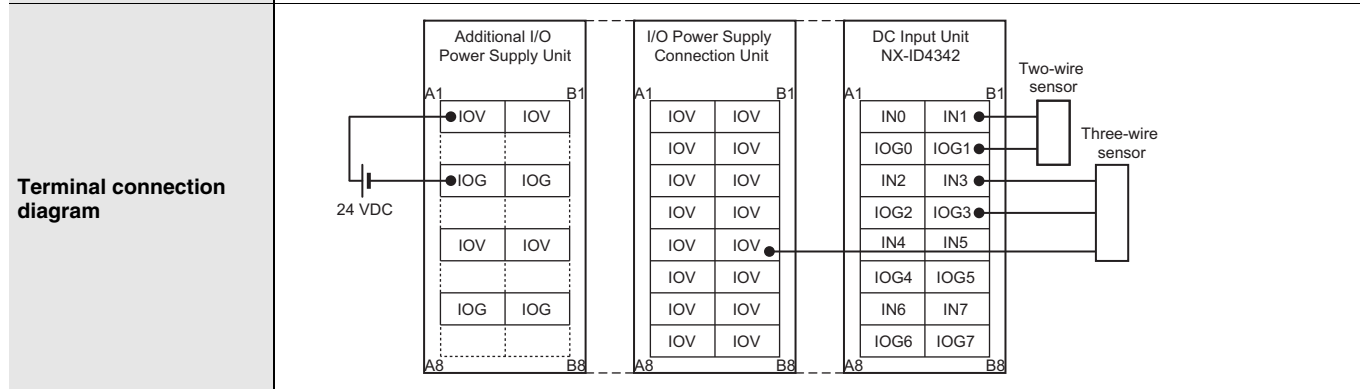 Terminal connection
diagram
24 VDC
Additional I/O
Power Supply Unit
A1 B1
IOV IOV
IOG IOG
IOV IOV
IOG IOG
A8 B8
I/O Power Supply
Connection Unit
A1 B1
IOV IOV
IOV IOV
IOV IOV
IOV IOV
IOV IOV
IOV IOV
IOV IOV
IOV IOV
A8 B8
DC Input Unit
NX-ID4342
A1 B1
IN0 IN1
IOG0 IOG1
IN2 IN3
IOG2 IOG3
IN4 IN5
IOG4 IOG5
IN6 IN7
IOG6 IOG7
A8 B8
Two-wire
sensor
Three-wire
sensor